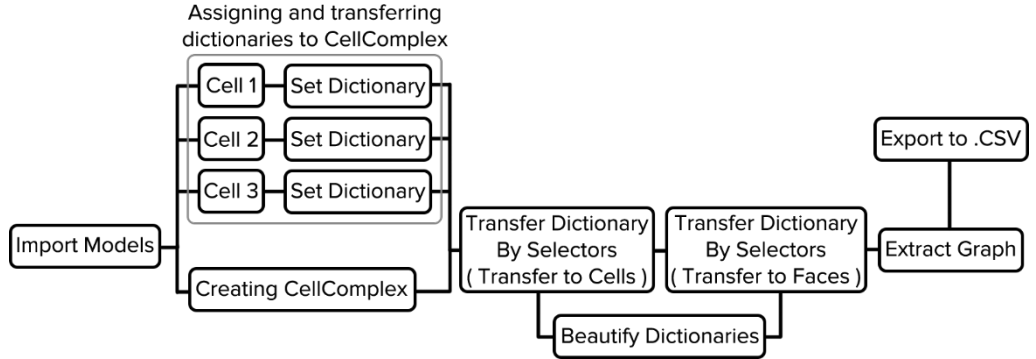 Assigning and transferring
dictionaries to CellComplex
Cell 1
Set Dictionary
Cell 2
Set Dictionary
Cell 3
Set Dictionary
Import Models
Creating CellComplex
Transfer Dictionary
By Selectors
( Transfer to Cells )
Transfer Dictionary
By Selectors
( Transfer to Faces )
Beautify Dictionaries
Export to .CSV
Extract Graph